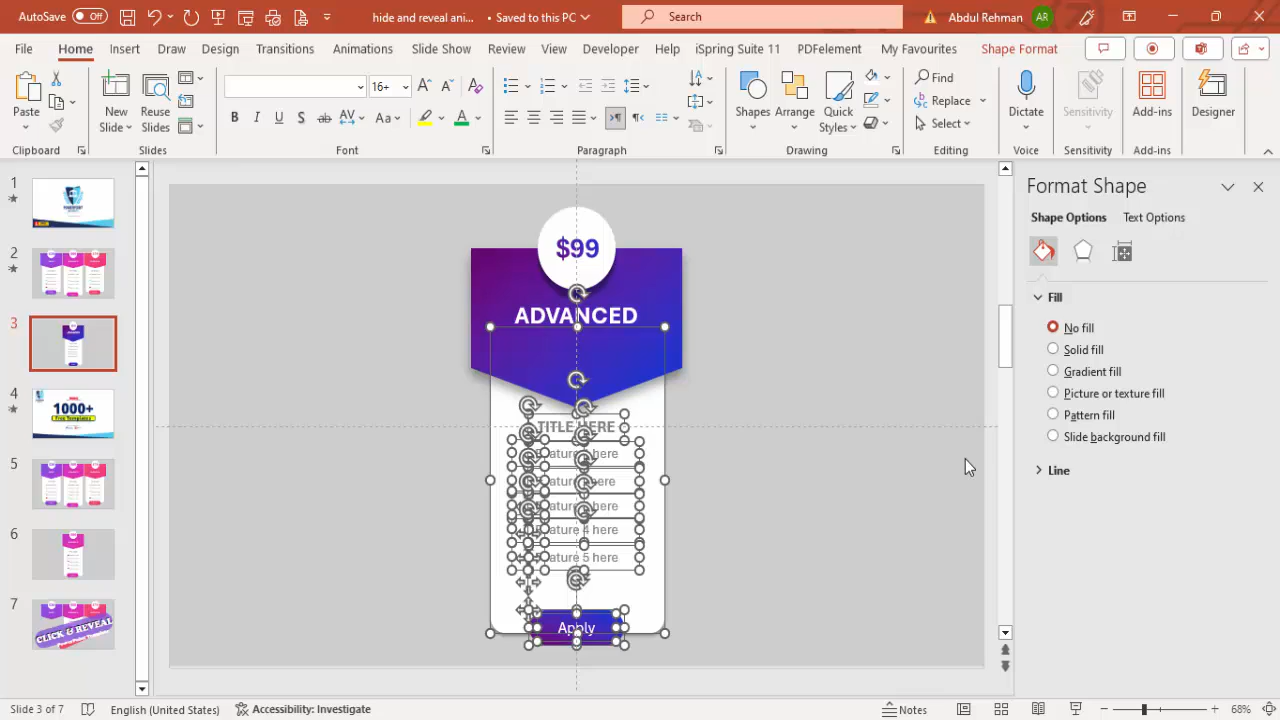 AutoSave Off hide and reveal ani... • Saved to this PC Search Abdul Rehman AR
File Home Insert Draw Design Transitions Animations Slide Show Review View Developer Help iSpring Suite 11 PDFelement My Favourites Shape Format
Paste New Slide Reuse Slides 16+ Shapes Arrange Quick Styles Find Replace Select Dictate Sensitivity Add-ins Designer
Clipboard Slides Font Paragraph Drawing Editing Voice Sensitivity Add-ins
1
2
3
4
5
6
7
1000+
CLICK & REVEAL
$99
ADVANCED
TITLE HERE
ature 4 here
ature 5 here
Apply
Format Shape
Shape Options Text Options
Fill
No fill
Solid fill
Gradient fill
Picture or texture fill
Pattern fill
Slide background fill
Line
Slide 3 of 7 English (United States) Accessibility: Investigate Notes 68%